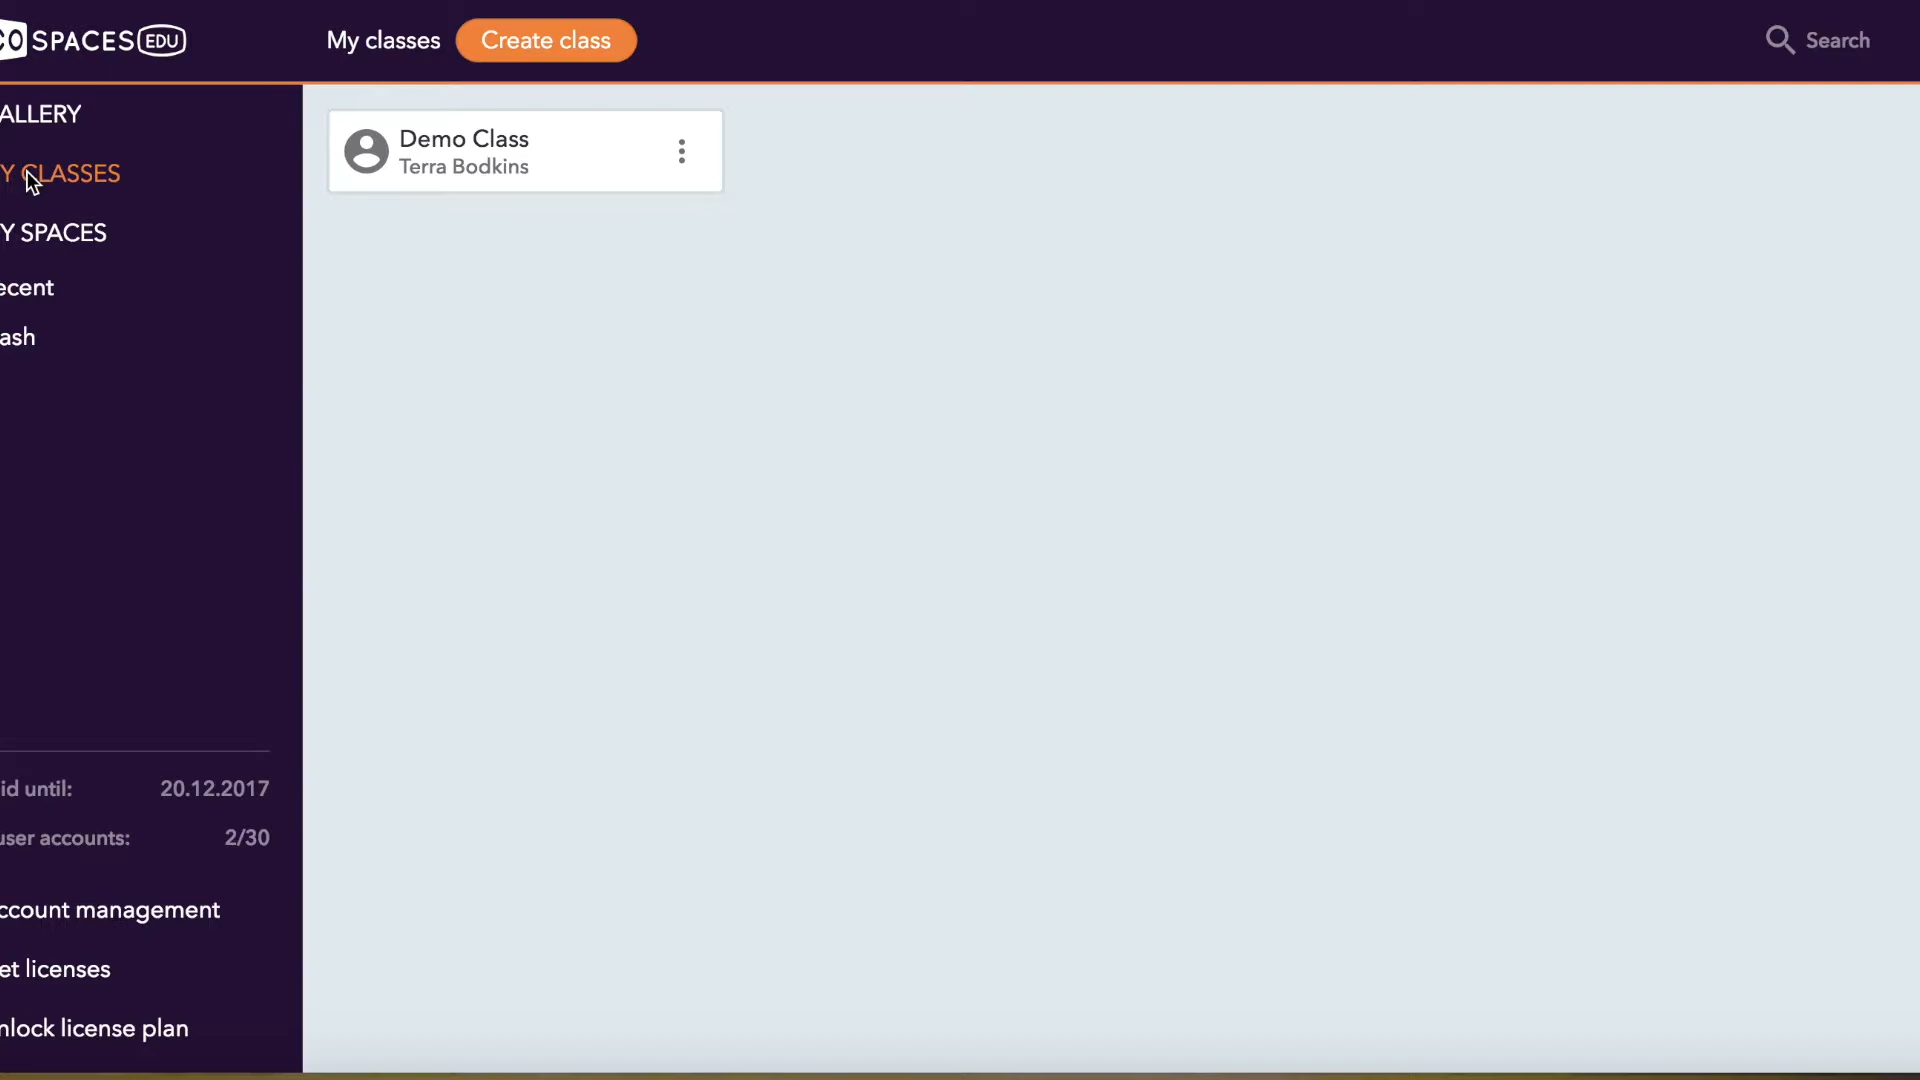 CO SPACES EDU
My classes
Create class
Search
ALLERY
Y CLASSES
Y SPACES
ecent
ash
Demo Class
Terra Bodkins
id until: 20.12.2017
user accounts: 2/30
ccount management
et licenses
nlock license plan